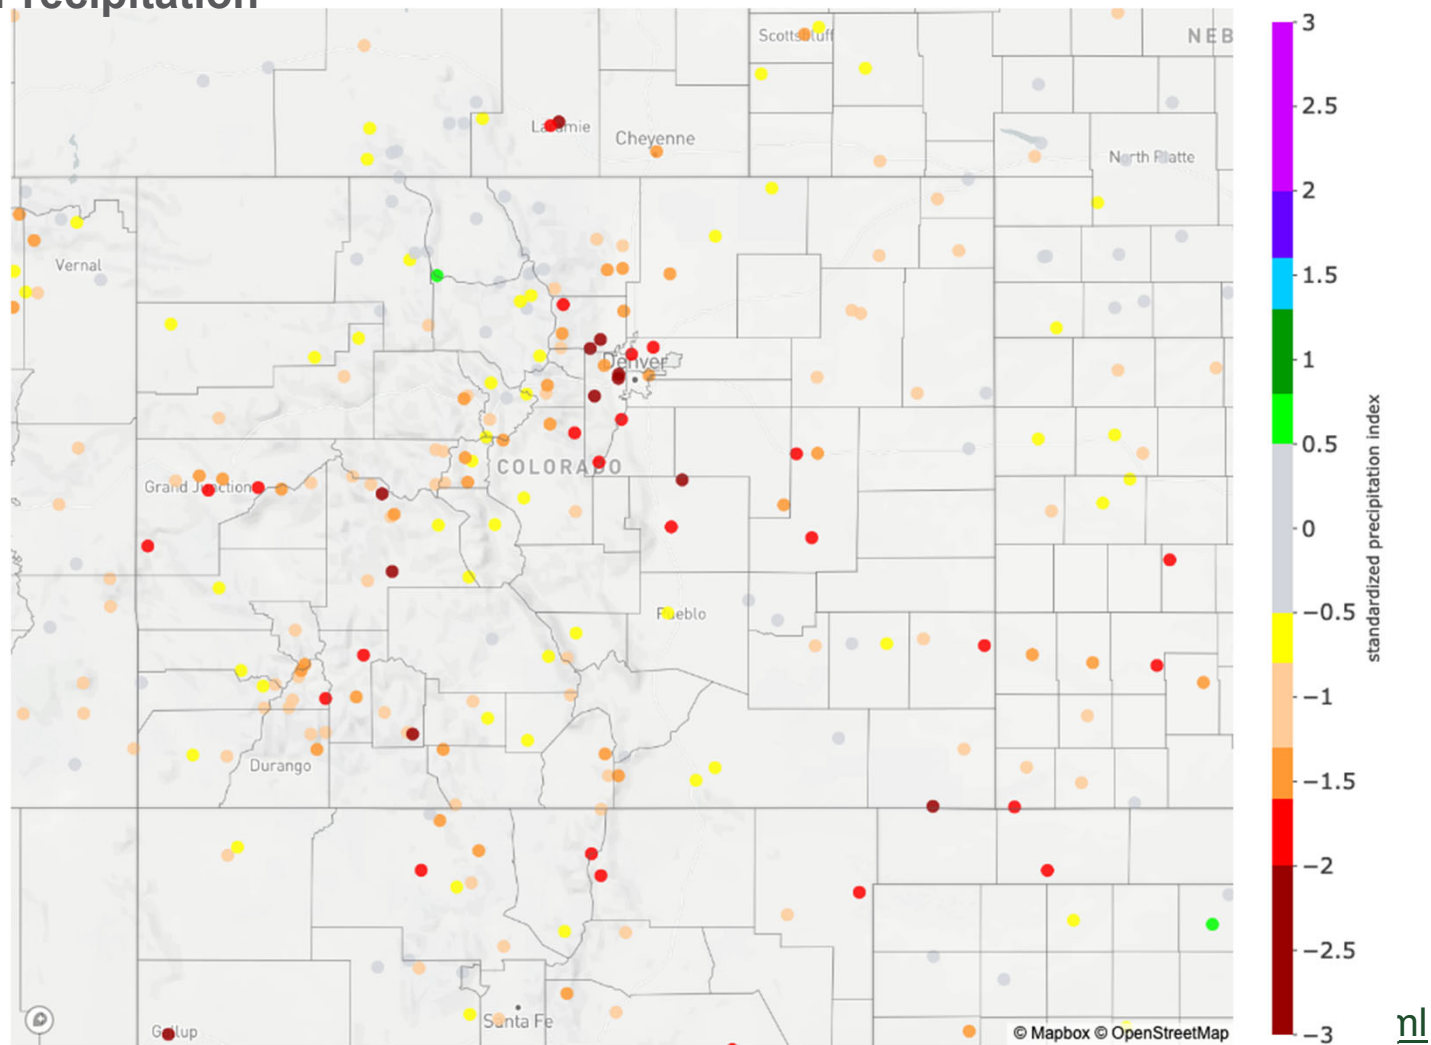 Precipitation
Scottsbluff
NEB
Laramie
Cheyenne
North Platte
Vernal
Denver
COLORADO
Grand Junction
Pueblo
Durango
Santa Fe
Gallup
© Mapbox © OpenStreetMap
3
2.5
2
1.5
1
0.5
0
−0.5
−1
−1.5
−2
−2.5
−3
standardized precipitation index
nl